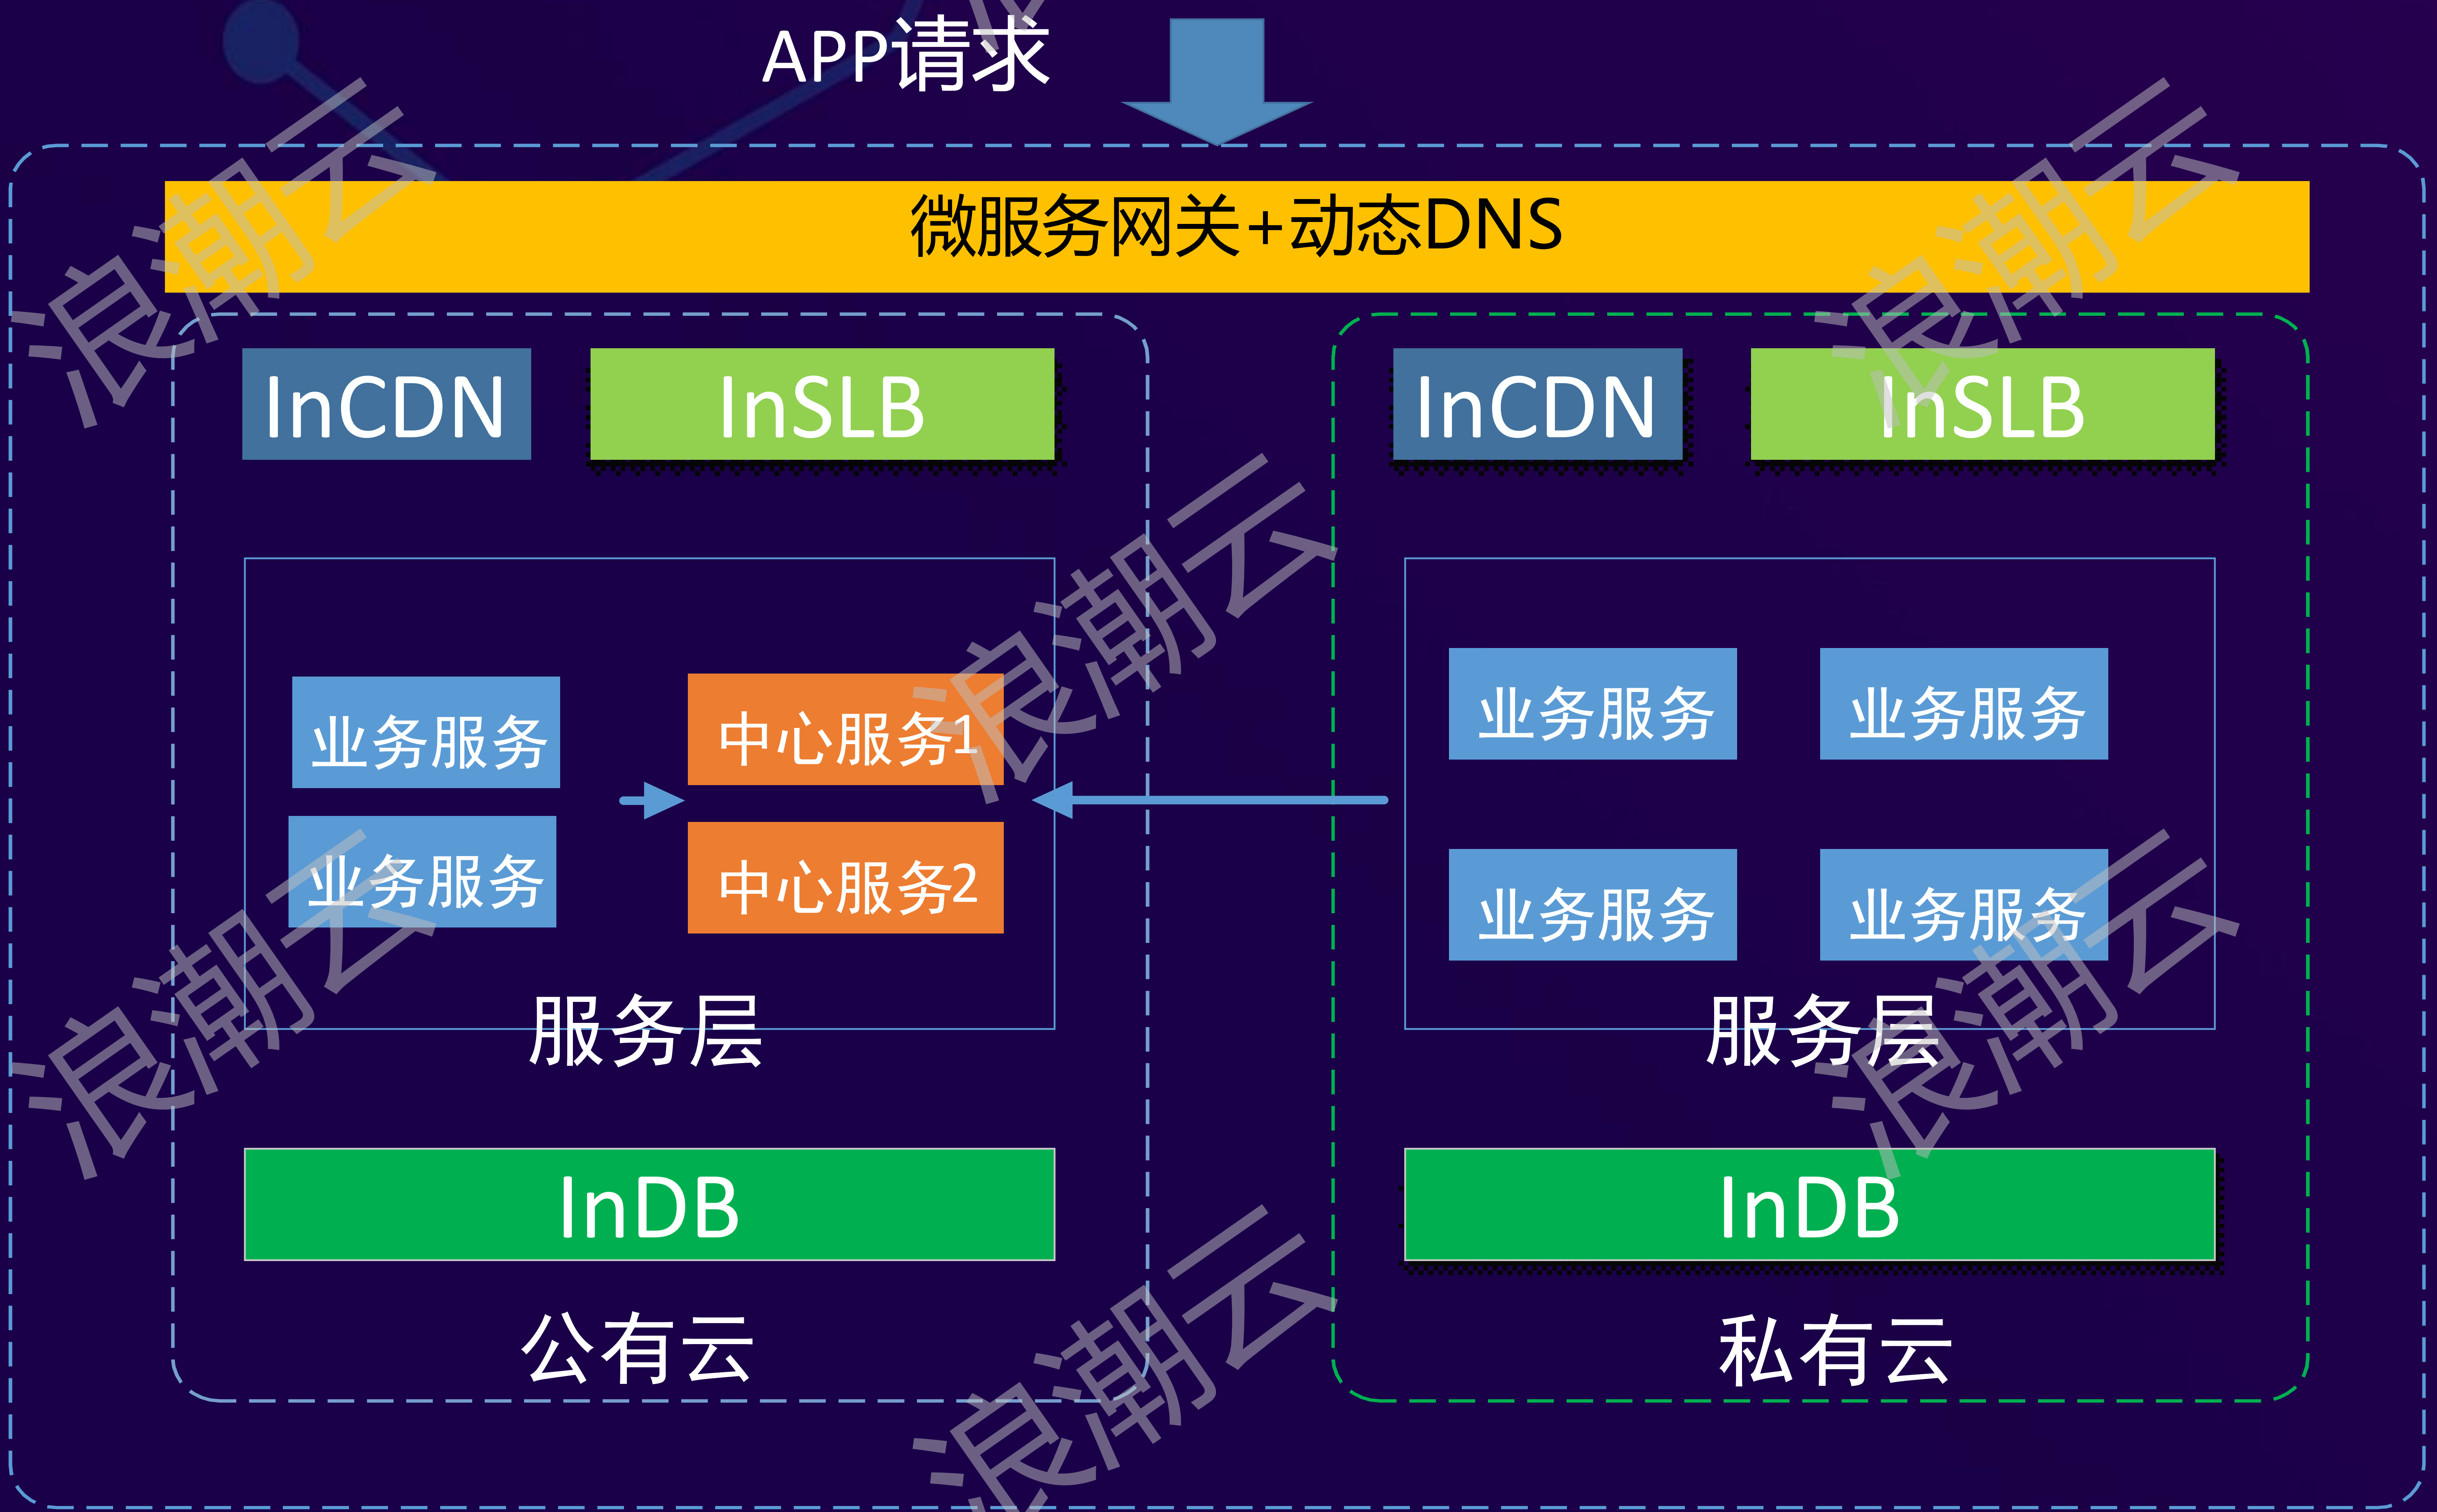 APP请求
微服务网关+动态DNS
InCDN
InSLB
业务服务
中心服务1
业务服务
中心服务2
服务层
InDB
公有云
InCDN
InSLB
业务服务
业务服务
业务服务
业务服务
服务层
InDB
私有云
浪潮云
浪潮云
浪潮云
浪潮云
浪潮云
浪潮云